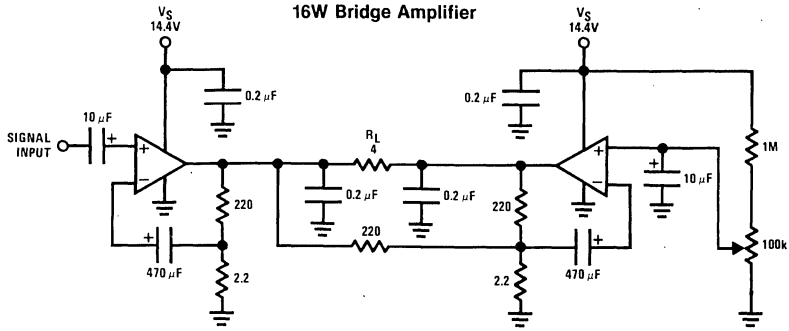 16W Bridge Amplifier
VS
14.4V
VS
14.4V
0.2 μF
0.2 μF
10 μF
SIGNAL
INPUT
+
+
−
RL
4
+
−
+
10 μF
1M
220
0.2 μF
0.2 μF
220
220
100k
+
470 μF
+
470 μF
2.2
2.2